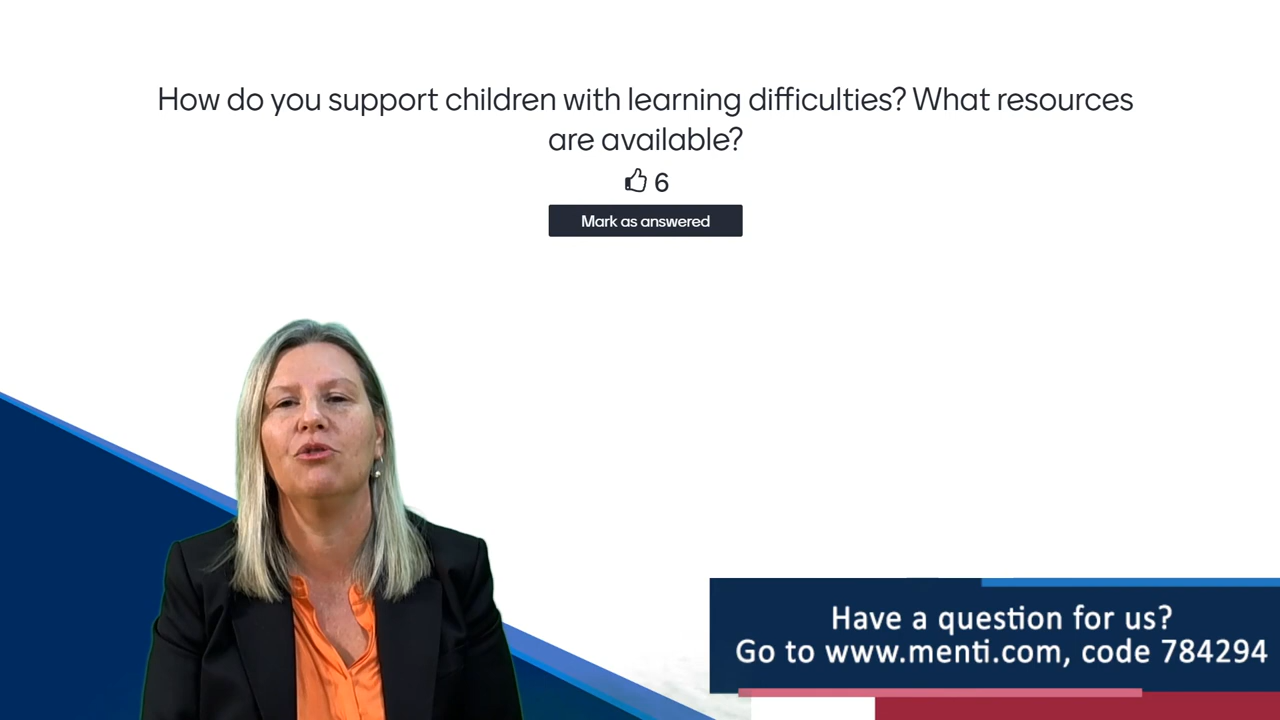 How do you support children with learning difficulties? What resources
are available?
6
Mark as answered
Have a question for us?
Go to www.menti.com, code 784294